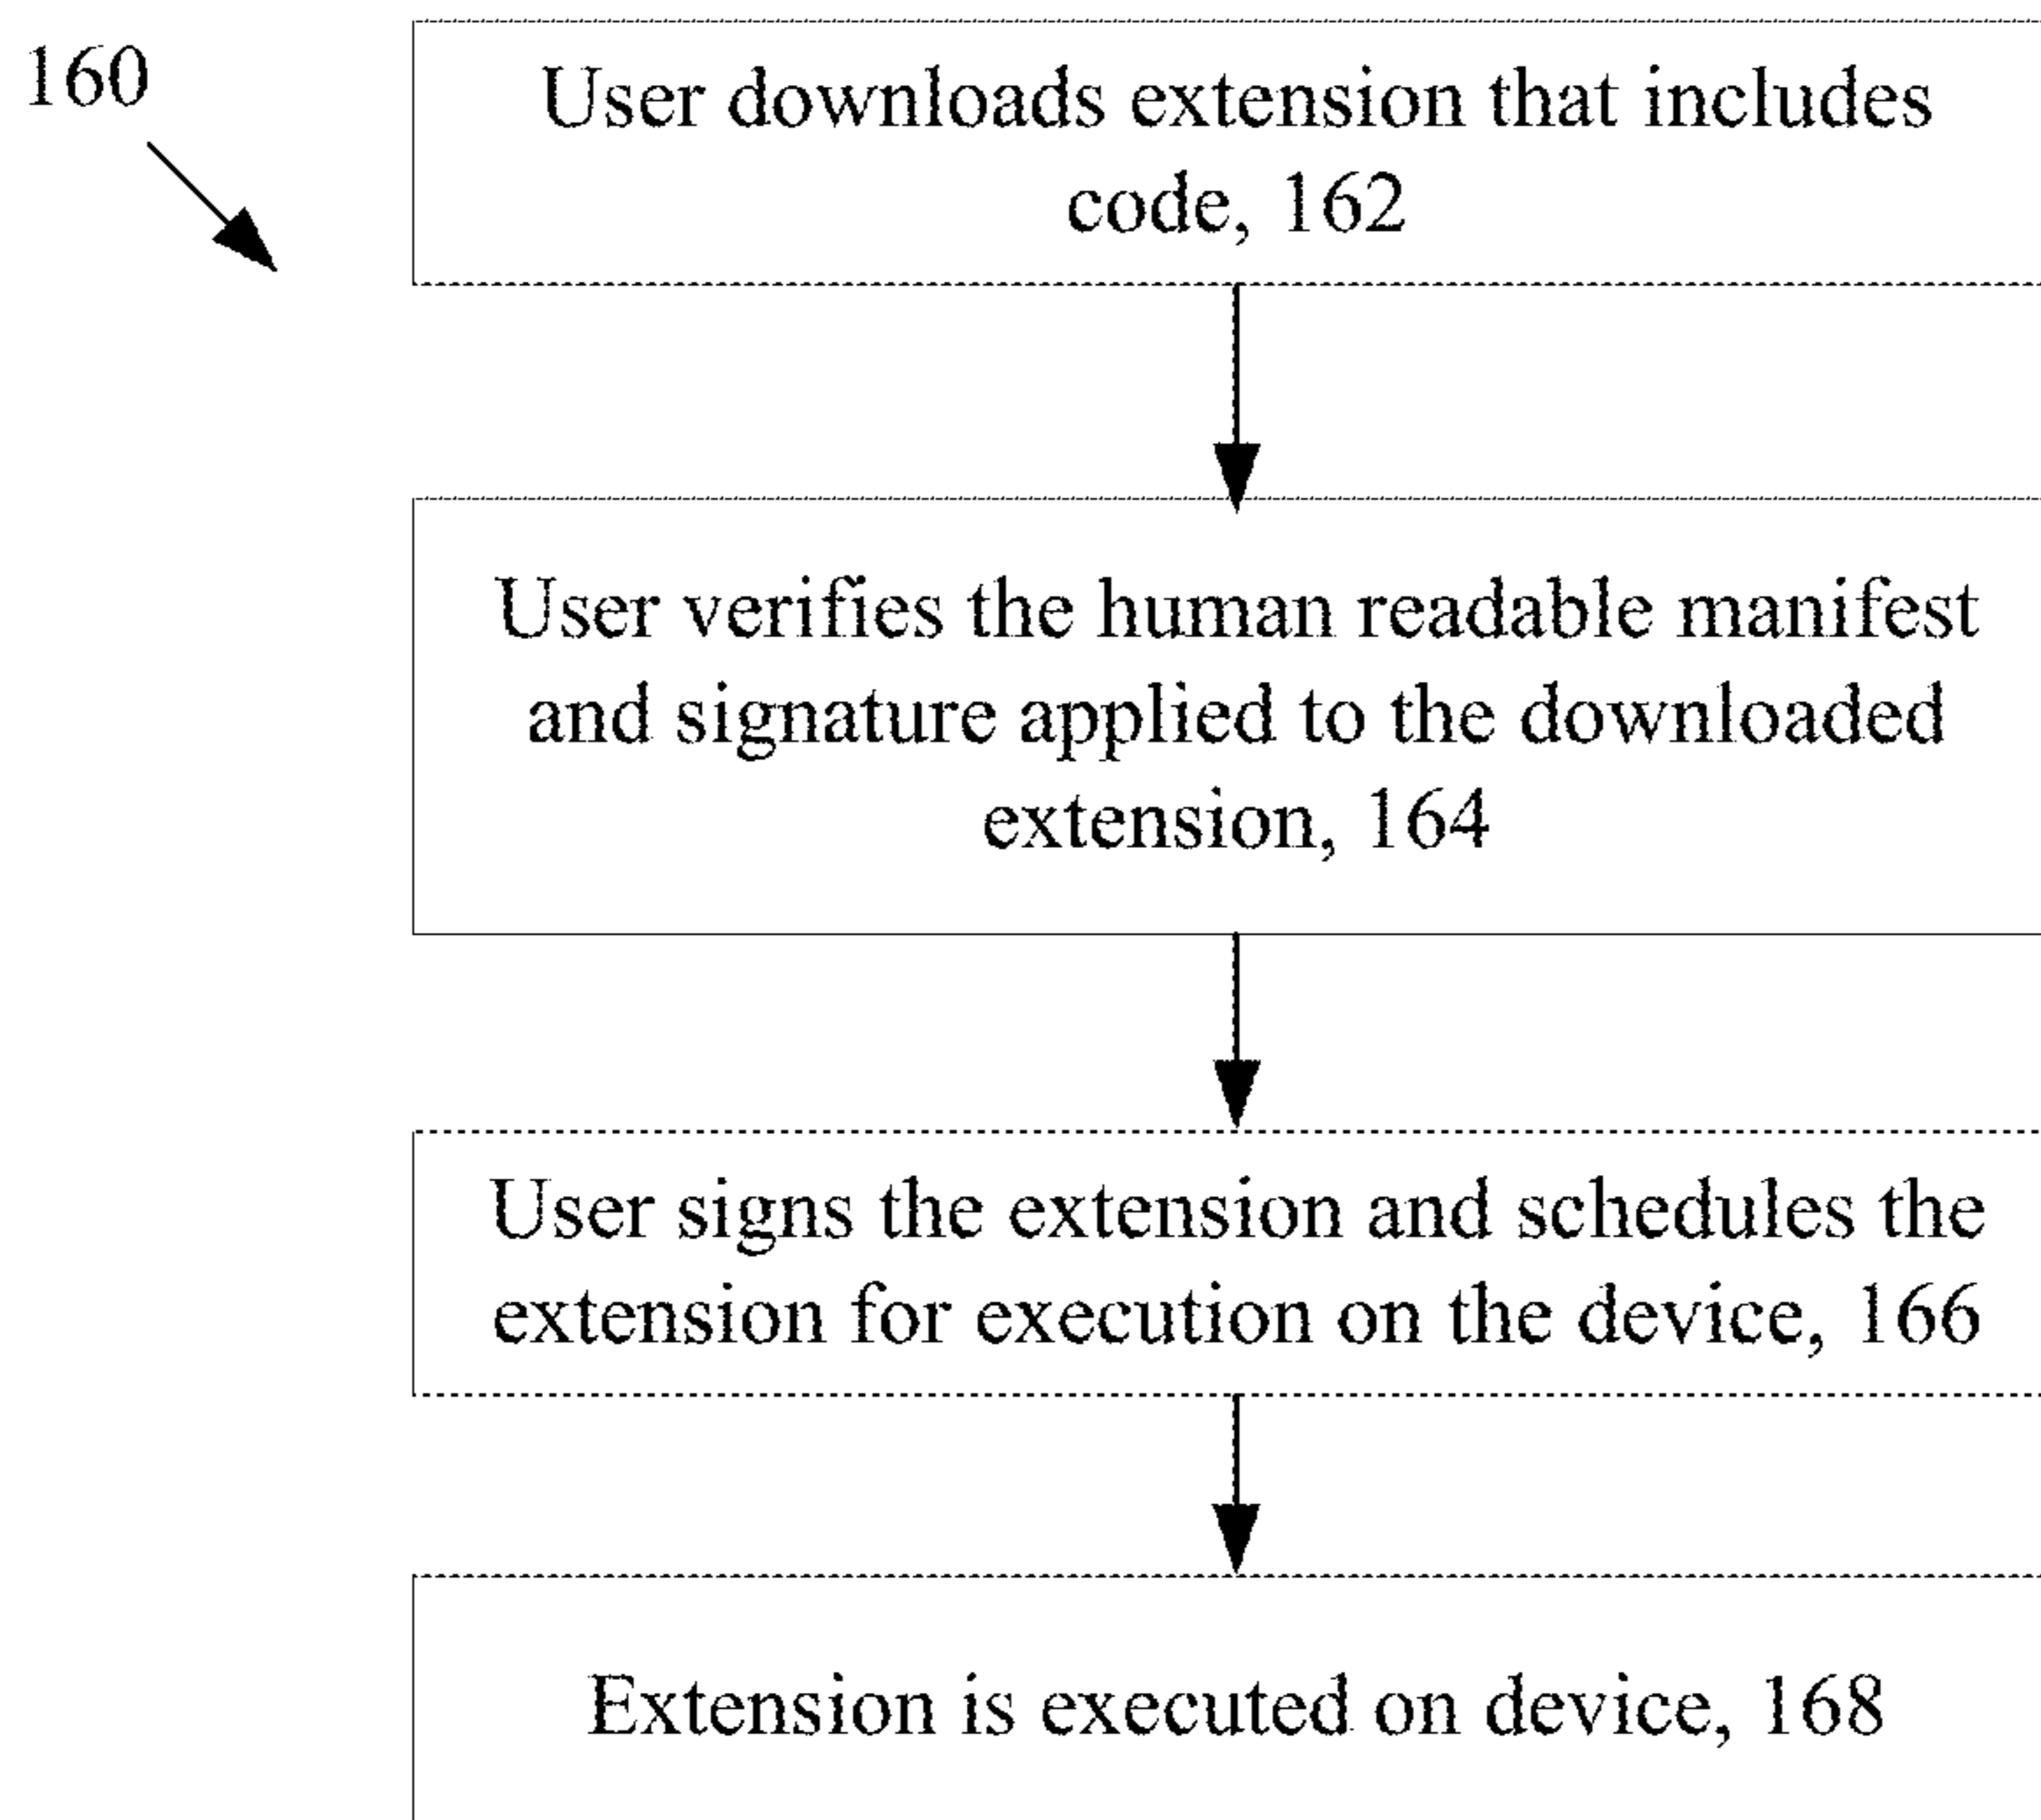 160
User downloads extension that includes
code, 162
User verifies the human readable manifest
and signature applied to the downloaded
extension, 164
User signs the extension and schedules the
extension for execution on the device, 166
Extension is executed on device, 168